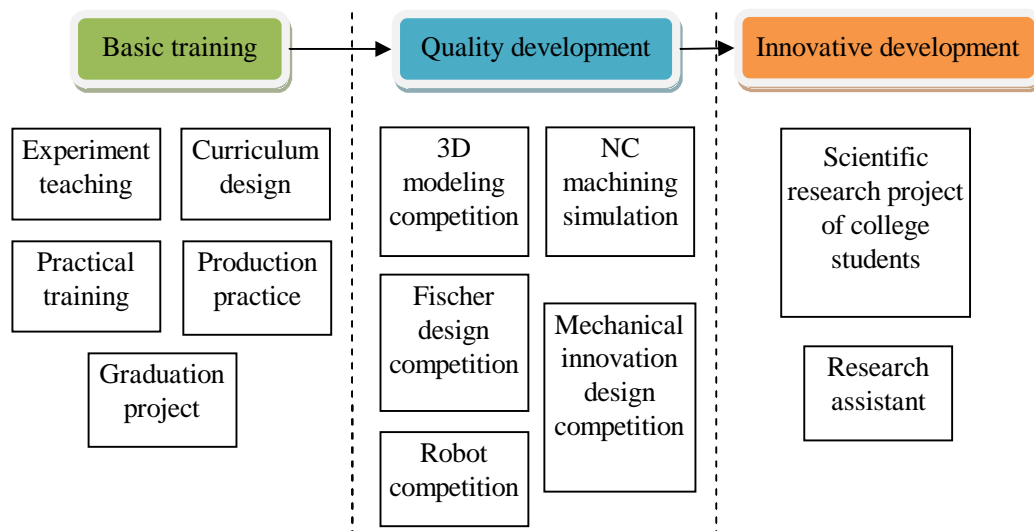 Basic training
Quality development
Innovative development
Experiment
teaching
Curriculum
design
Practical
training
Production
practice
Graduation
project
3D
modeling
competition
NC
machining
simulation
Fischer
design
competition
Mechanical
innovation
design
competition
Robot
competition
Scientific
research project
of college
students
Research
assistant